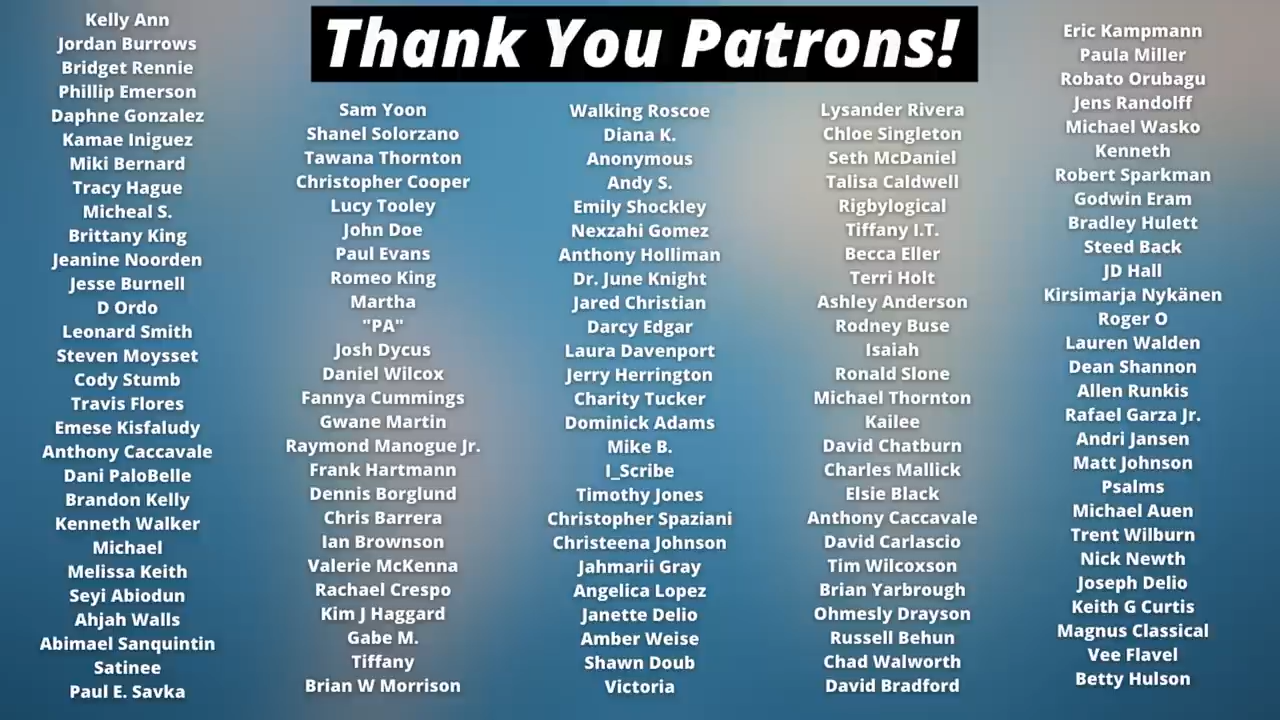 Thank You Patrons!
Kelly Ann
Jordan Burrows
Bridget Rennie
Phillip Emerson
Daphne Gonzalez
Kamae Iniguez
Miki Bernard
Tracy Hague
Micheal S.
Brittany King
Jeanine Noorden
Jesse Burnell
D Ordo
Leonard Smith
Steven Moysset
Cody Stumb
Travis Flores
Emese Kisfaludy
Anthony Caccavale
Dani PaloBelle
Brandon Kelly
Kenneth Walker
Michael
Melissa Keith
Seyi Abiodun
Ahjah Walls
Abimael Sanquintin
Satinee
Paul E. Savka
Sam Yoon
Shanel Solorzano
Tawana Thornton
Christopher Cooper
Lucy Tooley
John Doe
Paul Evans
Romeo King
Martha
"PA"
Josh Dycus
Daniel Wilcox
Fannya Cummings
Gwane Martin
Raymond Manogue Jr.
Frank Hartmann
Dennis Borglund
Chris Barrera
Ian Brownson
Valerie McKenna
Rachael Crespo
Kim J Haggard
Gabe M.
Tiffany
Brian W Morrison
Walking Roscoe
Diana K.
Anonymous
Andy S.
Emily Shockley
Nexzahi Gomez
Anthony Holliman
Dr. June Knight
Jared Christian
Darcy Edgar
Laura Davenport
Jerry Herrington
Charity Tucker
Dominick Adams
Mike B.
I_Scribe
Timothy Jones
Christopher Spaziani
Christeena Johnson
Jahmarii Gray
Angelica Lopez
Janette Delio
Amber Weise
Shawn Doub
Victoria
Lysander Rivera
Chloe Singleton
Seth McDaniel
Talisa Caldwell
Rigbylogical
Tiffany I.T.
Becca Eller
Terri Holt
Ashley Anderson
Rodney Buse
Isaiah
Ronald Slone
Michael Thornton
Kailee
David Chatburn
Charles Mallick
Elsie Black
Anthony Caccavale
David Carlascio
Tim Wilcoxson
Brian Yarbrough
Ohmesly Drayson
Russell Behun
Chad Walworth
David Bradford
Eric Kampmann
Paula Miller
Robato Orubagu
Jens Randolff
Michael Wasko
Kenneth
Robert Sparkman
Godwin Eram
Bradley Hulett
Steed Back
JD Hall
Kirsimarja Nykänen
Roger O
Lauren Walden
Dean Shannon
Allen Runkis
Rafael Garza Jr.
Andri Jansen
Matt Johnson
Psalms
Michael Auen
Trent Wilburn
Nick Newth
Joseph Delio
Keith G Curtis
Magnus Classical
Vee Flavel
Betty Hulson